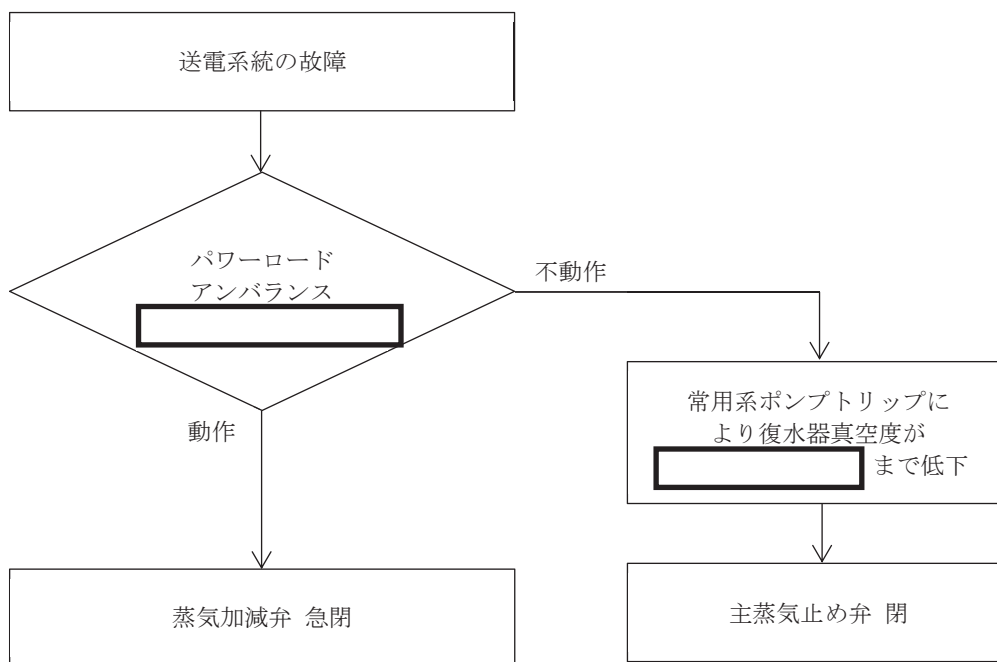 送電系統の故障
パワーロード
アンバランス
不動作
動作
常用系ポンプトリップに
より復水器真空度が
まで低下
蒸気加減弁 急閉
主蒸気止め弁 閉